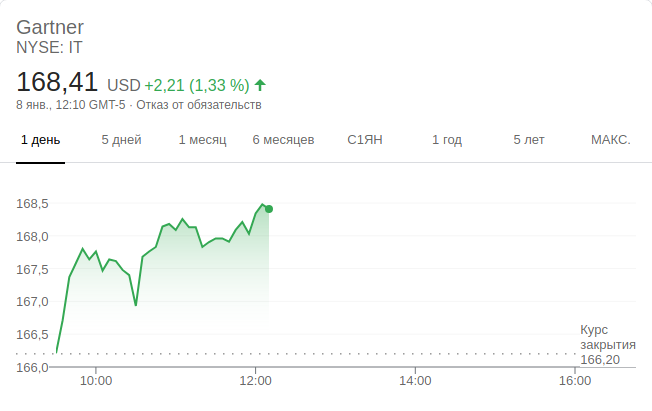 Gartner
NYSE: IT
168,41 USD +2,21 (1,33 %)
8 янв., 12:10 GMT-5 · Отказ от обязательств
1 день 5 дней 1 месяц 6 месяцев С1ЯН 1 год 5 лет МАКС.
168,5
168,0
167,5
167,0
166,5
166,0
Курс
закрытия
166,20
10:00 12:00 14:00 16:00